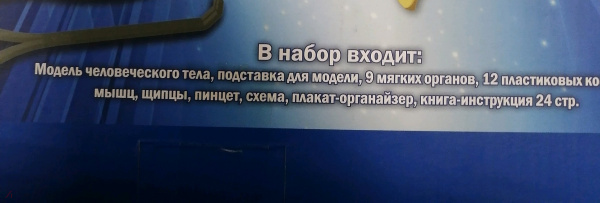 В набор входит:
Модель человеческого тела, подставка для модели, 9 мягких органов, 12 пластиковых
мышц, щипцы, пинцет, схема, плакат-органайзер, книга-инструкция 24 стр.